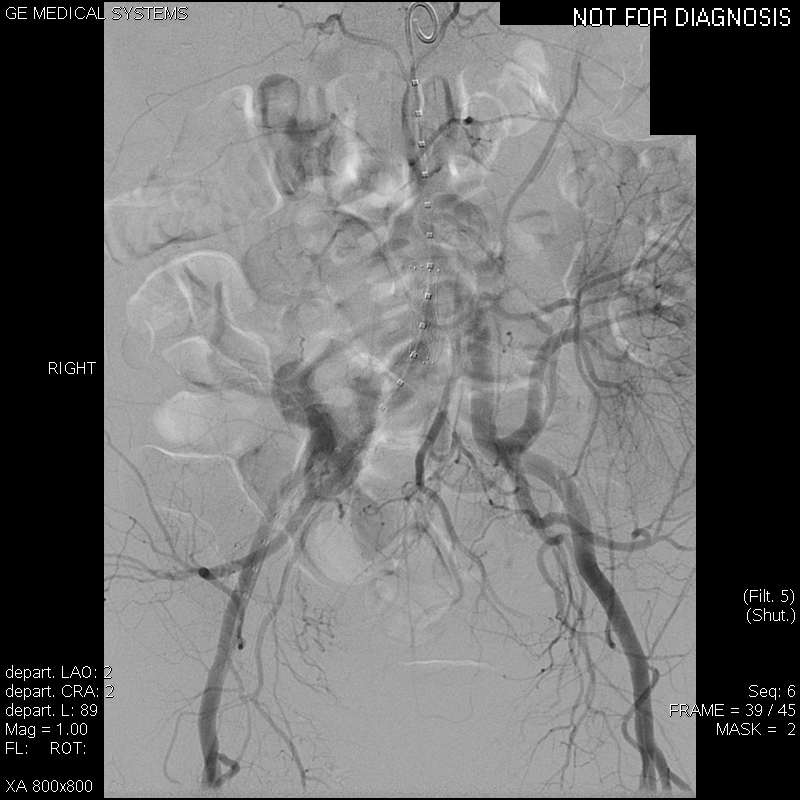 GE MEDICAL SYSTEMS
NOT FOR DIAGNOSIS
RIGHT
(Filt. 5)
(Shut.)
depart. LAO: 2
depart. CRA: 2
depart. L: 89
Mag = 1.00
FL: ROT:
XA 800x800
Seq: 6
FRAME = 39 / 45
MASK = 2